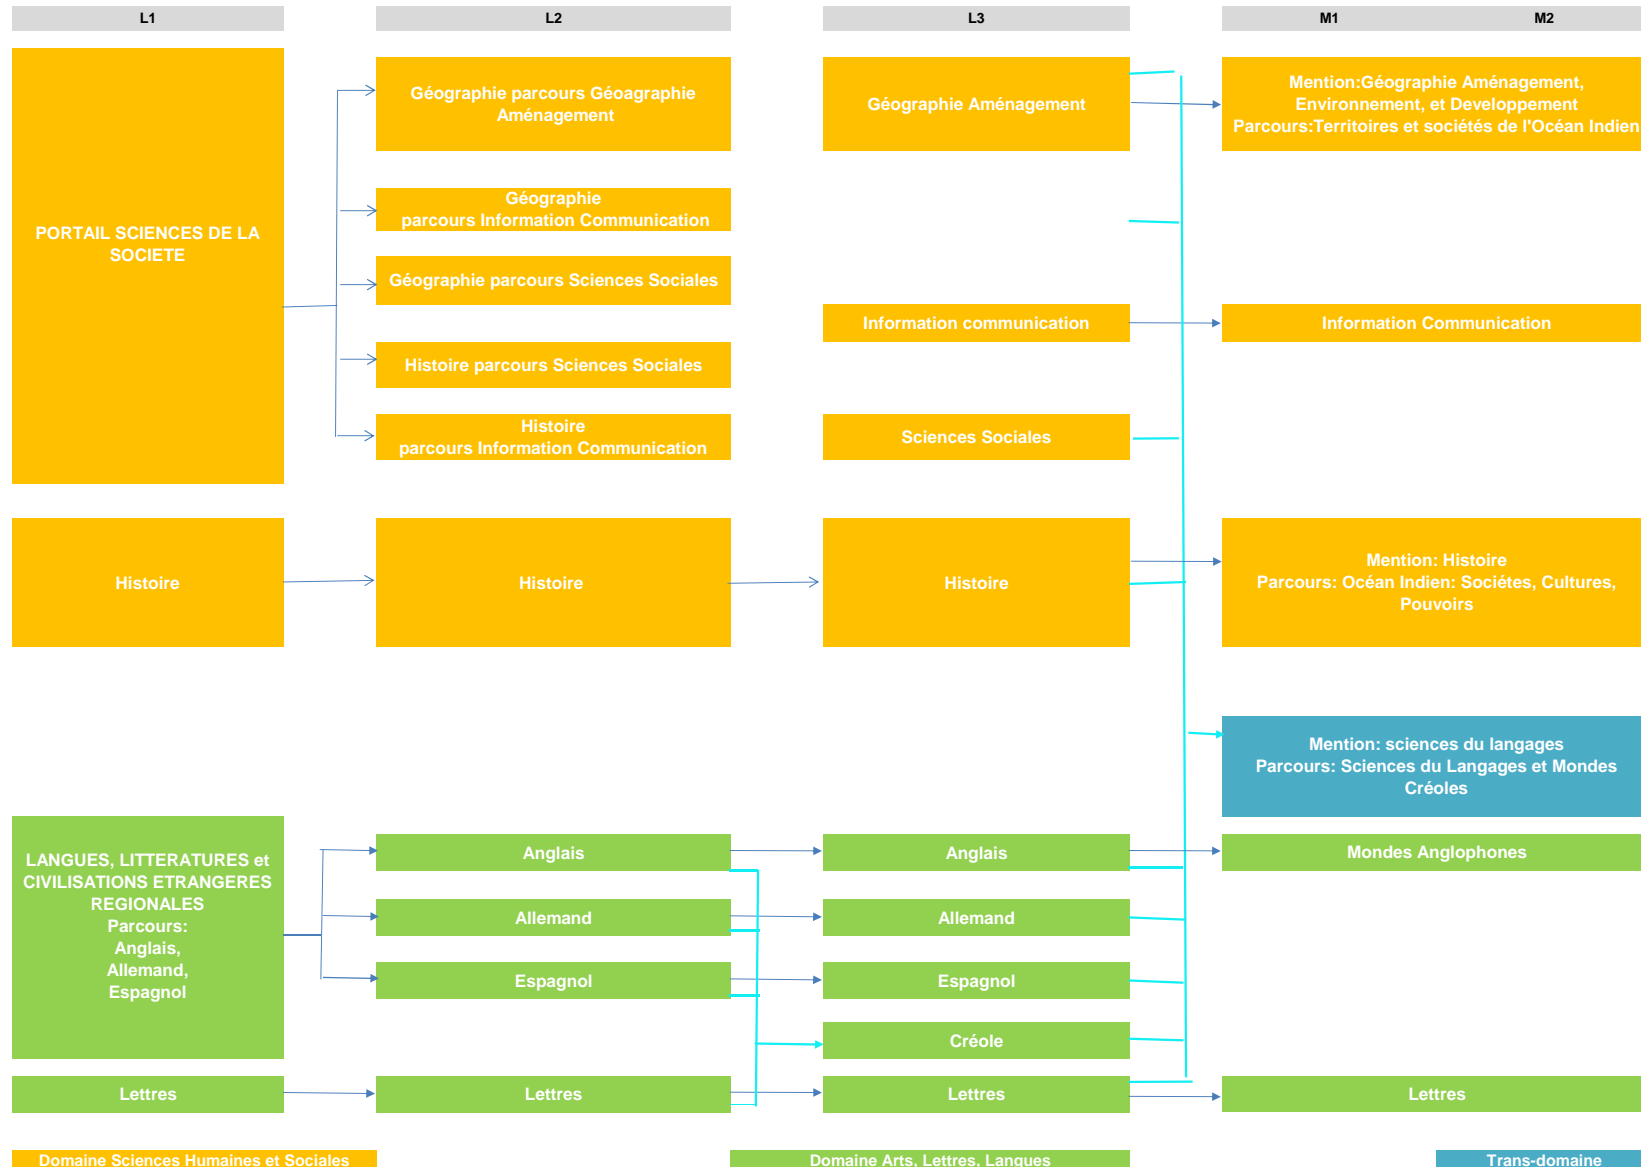 L1
L2
L3
M1
M2
PORTAIL SCIENCES DE LA
SOCIETE
Géographie parcours Géoagraphie
Aménagement
Géographie Aménagement
Mention:Géographie Aménagement,
Environnement, et Developpement
Parcours:Territoires et sociétés de l'Océan Indien
Géographie
parcours Information Communication
Géographie parcours Sciences Sociales
Information communication
Information Communication
Histoire parcours Sciences Sociales
Histoire
parcours Information Communication
Sciences Sociales
Histoire
Histoire
Histoire
Mention: Histoire
Parcours: Océan Indien: Sociétes, Cultures,
Pouvoirs
Mention: sciences du langages
Parcours: Sciences du Langages et Mondes
Créoles
LANGUES, LITTERATURES et
CIVILISATIONS ETRANGERES
REGIONALES
Parcours:
Anglais,
Allemand,
Espagnol
Anglais
Anglais
Mondes Anglophones
Allemand
Allemand
Espagnol
Espagnol
Créole
Lettres
Lettres
Lettres
Lettres
Domaine Sciences Humaines et Sociales
Domaine Arts, Lettres, Langues
Trans-domaine